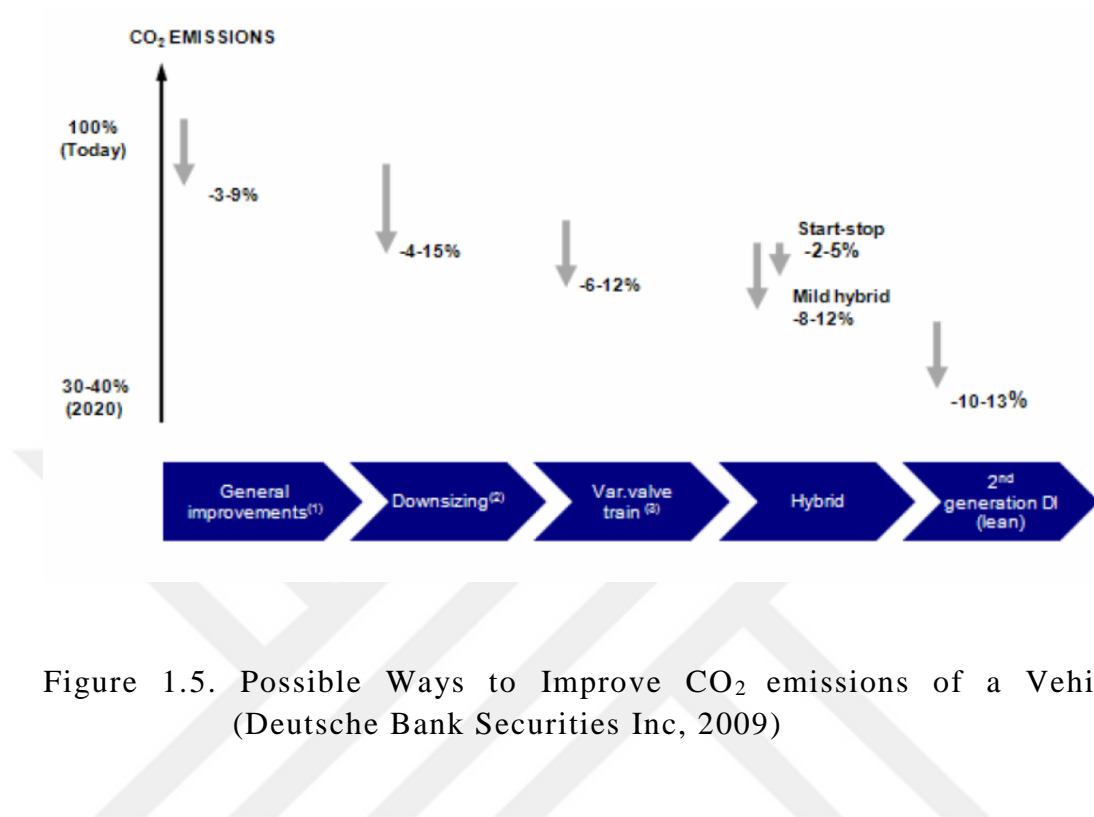 CO₂ EMISSIONS
100%
(Today)
-3-9%
-4-15%
-6-12%
Start-stop
-2-5%
Mild hybrid
-8-12%
30-40%
(2020)
-10-13%
General
improvements⁽¹⁾
Downsizing⁽²⁾
Var.valve
train ⁽³⁾
Hybrid
2ⁿᵈ
generation DI
(lean)
Figure 1.5. Possible Ways to Improve CO₂ emissions of a Vehi
(Deutsche Bank Securities Inc, 2009)